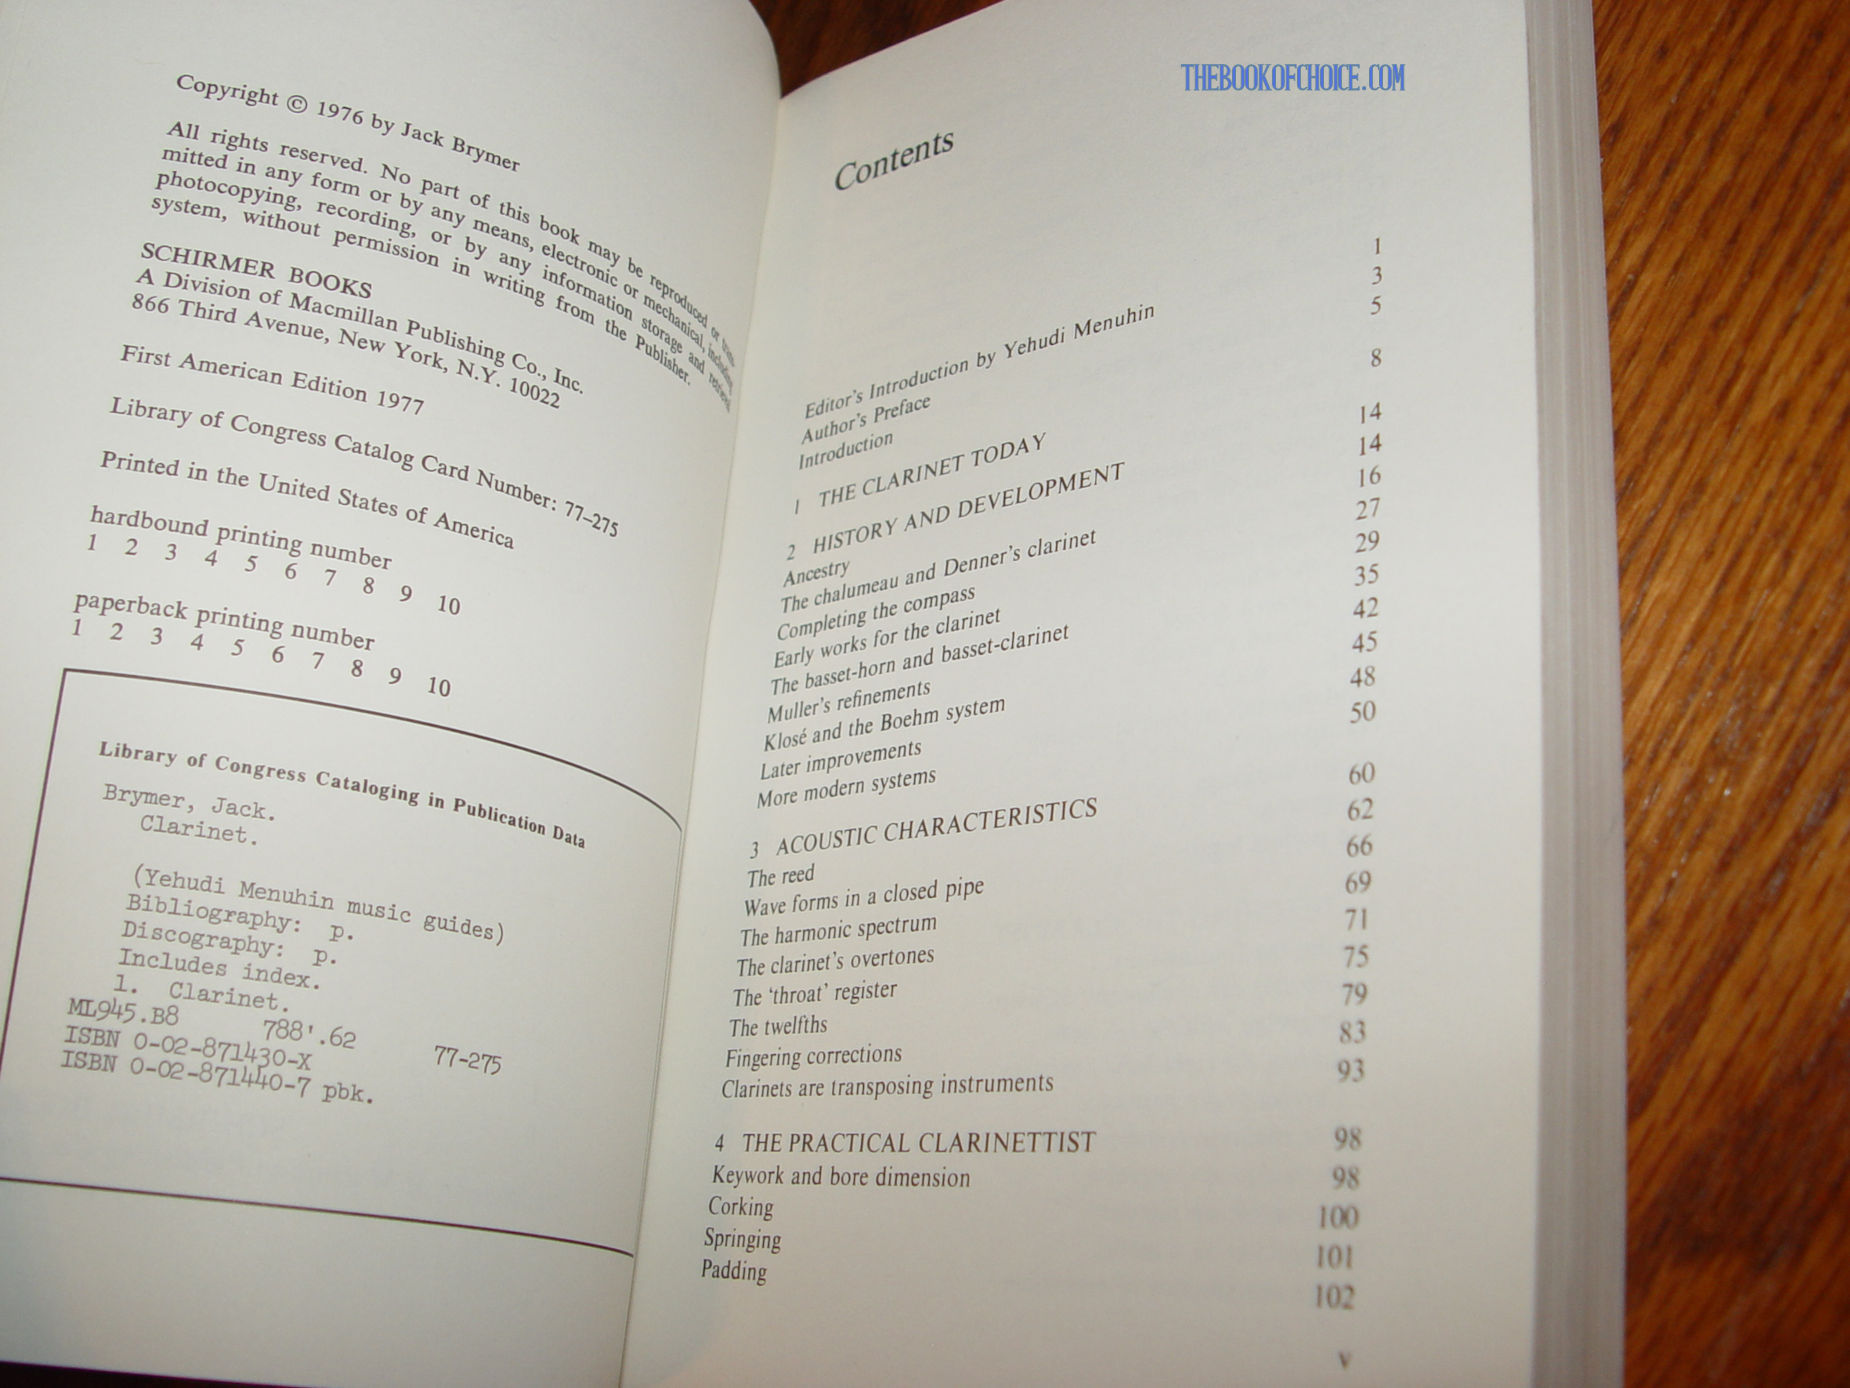 Copyright © 1976 by Jack Brymer
All rights reserved. No part of this book may be reproduced or trans-
mitted in any form or by any means, electronic or mechanical, including
photocopying, recording, or by any information storage and retrieval
system, without permission in writing from the Publisher.
SCHIRMER BOOKS
A Division of Macmillan Publishing Co., Inc.
866 Third Avenue, New York, N.Y. 10022
First American Edition 1977
Library of Congress Catalog Card Number: 77–275
Printed in the United States of America
hardbound printing number
1 2 3 4 5 6 7 8 9 10
paperback printing number
1 2 3 4 5 6 7 8 9 10
Library of Congress Cataloging in Publication Data
Brymer, Jack.
Clarinet.
(Yehudi Menuhin music guides)
Bibliography: p.
Discography: p.
Includes index.
1. Clarinet.
ML945.B8 788'.62 77-275
ISBN 0-02-871430-X
ISBN 0-02-871440-7 pbk.
THEBOOKOFCHOICE.COM
Contents
Editor's Introduction by Yehudi Menuhin 1
Author's Preface 3
Introduction 5
1 THE CLARINET TODAY 8
2 HISTORY AND DEVELOPMENT 14
Ancestry 14
The chalumeau and Denner's clarinet 16
Completing the compass 27
Early works for the clarinet 29
The basset-horn and basset-clarinet 35
Muller's refinements 42
Klosé and the Boehm system 45
Later improvements 48
More modern systems 50
3 ACOUSTIC CHARACTERISTICS 60
The reed 62
Wave forms in a closed pipe 66
The harmonic spectrum 69
The clarinet's overtones 71
The 'throat' register 75
The twelfths 79
Fingering corrections 83
Clarinets are transposing instruments 93
4 THE PRACTICAL CLARINETTIST 98
Keywork and bore dimension 98
Corking 100
Springing 101
Padding 102
v